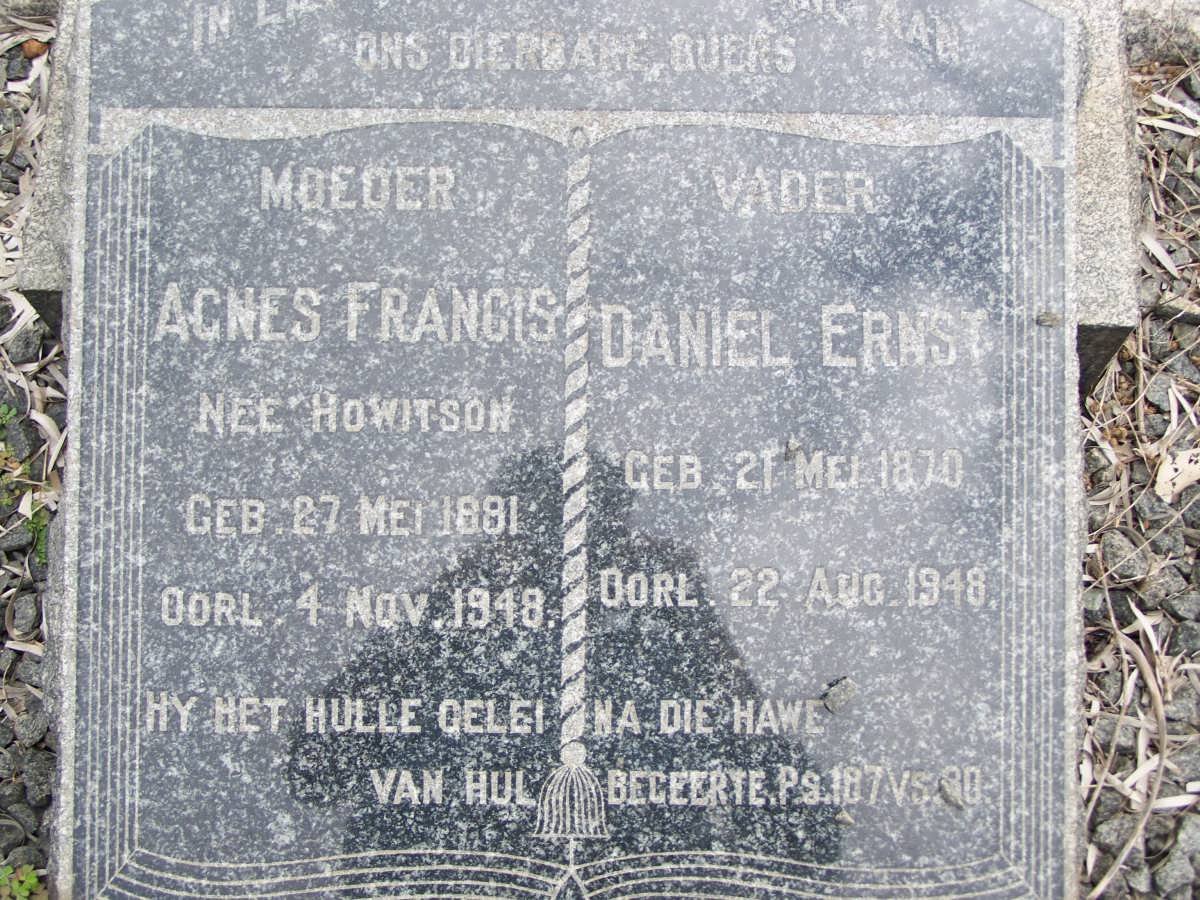 IN
AAN
ONS DIERBARE OUERS
MOEDER
AGNES FRANCIS
NEE HOWITSON
GEB. 27 MEI 1881
OORL. 4 NOV. 1948.
VADER
DANIEL ERNST
GEB. 21 MEI 1870
OORL. 22 AUG. 1948
HY HET HULLE GELEI NA DIE HAWE
VAN HUL BEGEERTE. PS. 107 VS. 30.